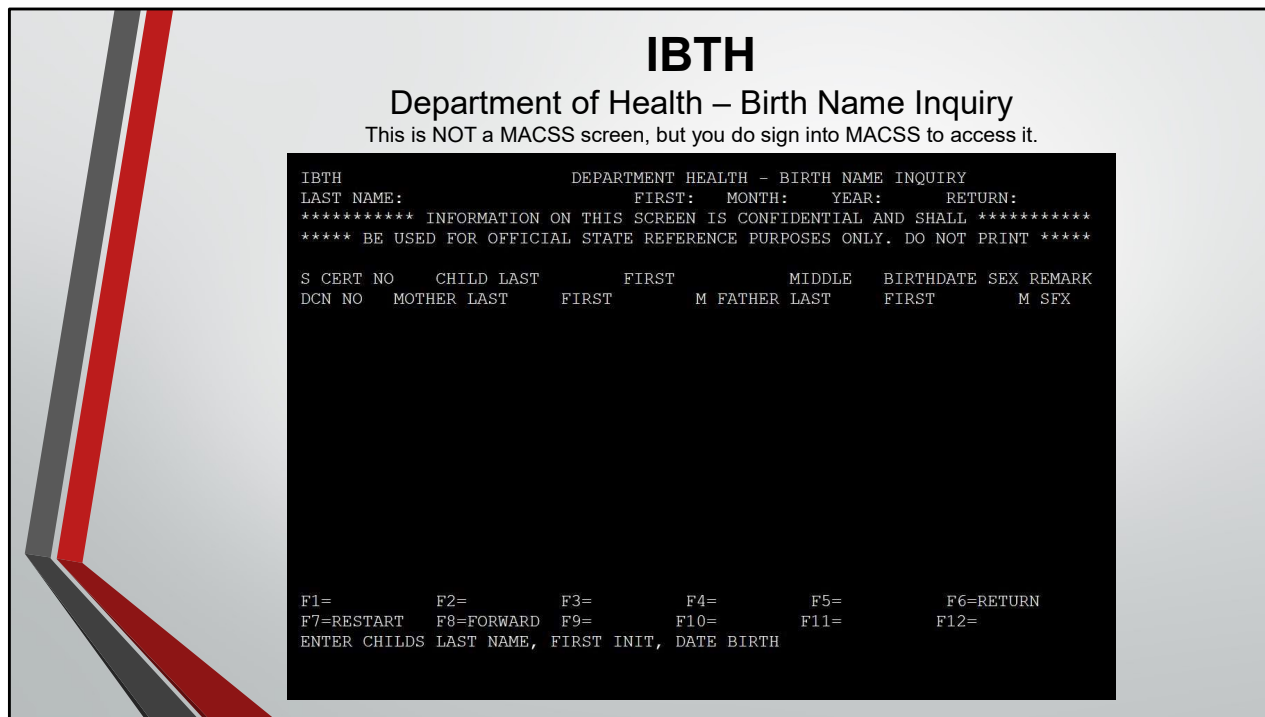 IBTH
Department of Health – Birth Name Inquiry
This is NOT a MACSS screen, but you do sign into MACSS to access it.
IBTH DEPARTMENT HEALTH – BIRTH NAME INQUIRY
LAST NAME: FIRST: MONTH: YEAR: RETURN:
*********** INFORMATION ON THIS SCREEN IS CONFIDENTIAL AND SHALL ***********
***** BE USED FOR OFFICIAL STATE REFERENCE PURPOSES ONLY. DO NOT PRINT *****
S CERT NO CHILD LAST FIRST MIDDLE BIRTHDATE SEX REMARK
DCN NO MOTHER LAST FIRST M FATHER LAST FIRST M SFX
F1= F2= F3= F4= F5= F6=RETURN
F7=RESTART F8=FORWARD F9= F10= F11= F12=
ENTER CHILDS LAST NAME, FIRST INIT, DATE BIRTH